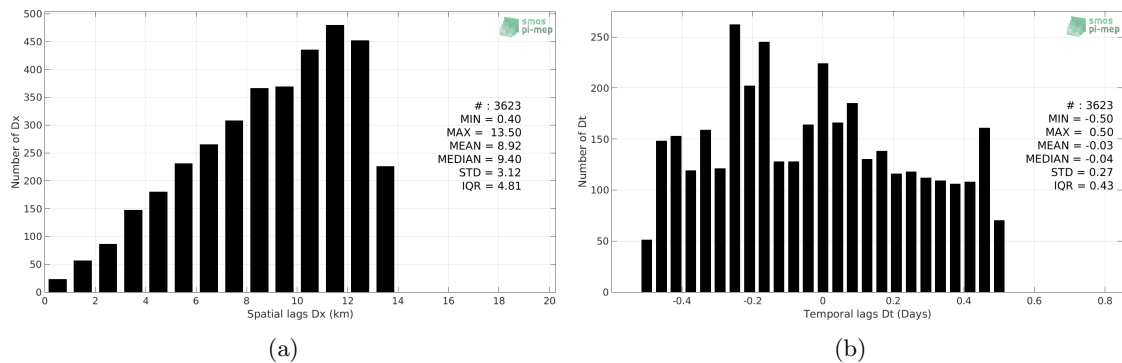 500
450
400
350
300
250
200
150
100
50
0
Number of Dx
0 2 4 6 8 10 12 14 16 18 20
Spatial lags Dx (km)
smos
pi-mep
# : 3623
MIN = 0.40
MAX = 13.50
MEAN = 8.92
MEDIAN = 9.40
STD = 3.12
IQR = 4.81
(a)
250
200
150
100
50
0
Number of Dt
-0.4 -0.2 0 0.2 0.4 0.6 0.8
Temporal lags Dt (Days)
smos
pi-mep
# : 3623
MIN = -0.50
MAX = 0.50
MEAN = -0.03
MEDIAN = -0.04
STD = 0.27
IQR = 0.43
(b)